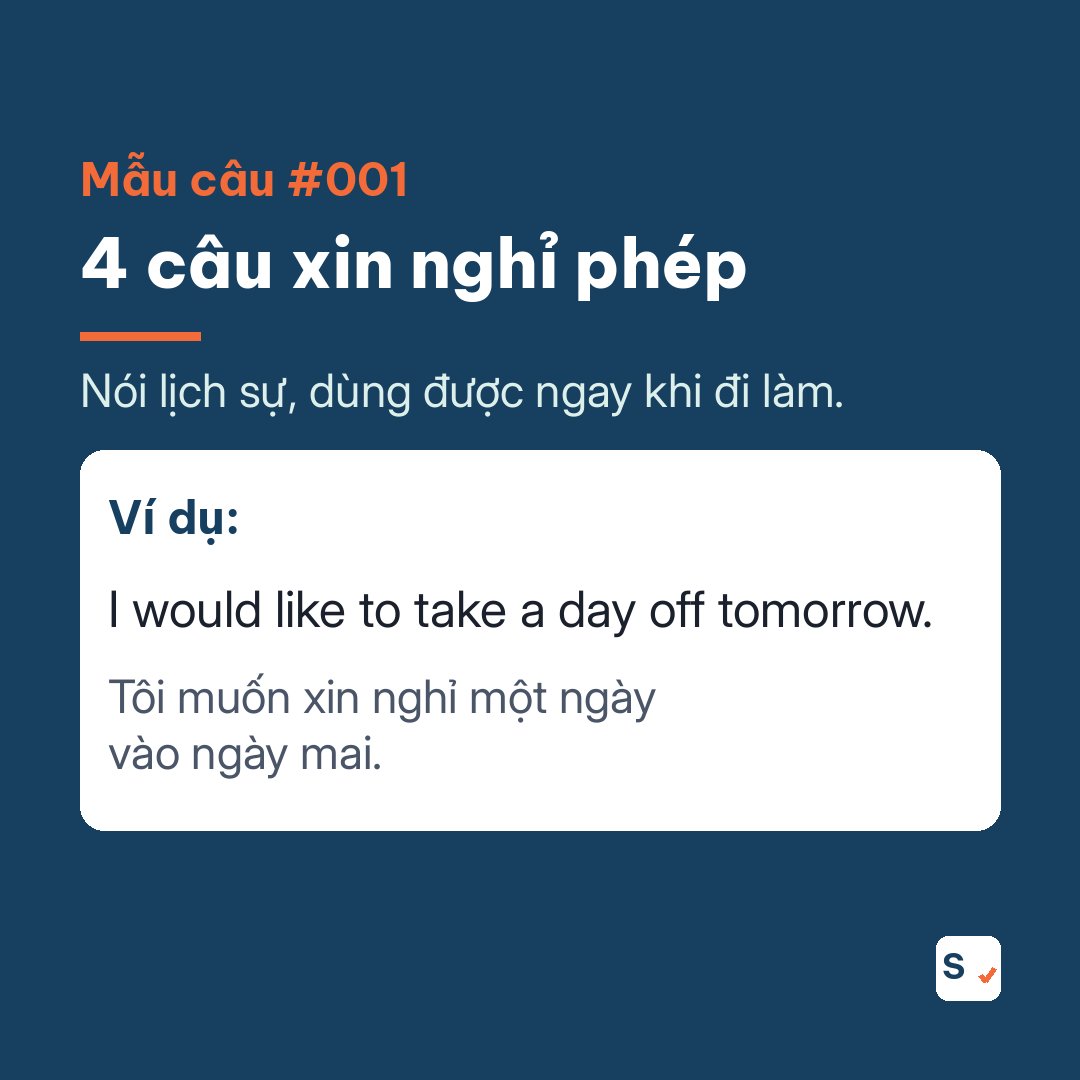 Mẫu câu #001
4 câu xin nghỉ phép
Nói lịch sự, dùng được ngay khi đi làm.
Ví dụ:
I would like to take a day off tomorrow.
Tôi muốn xin nghỉ một ngày
vào ngày mai.
S